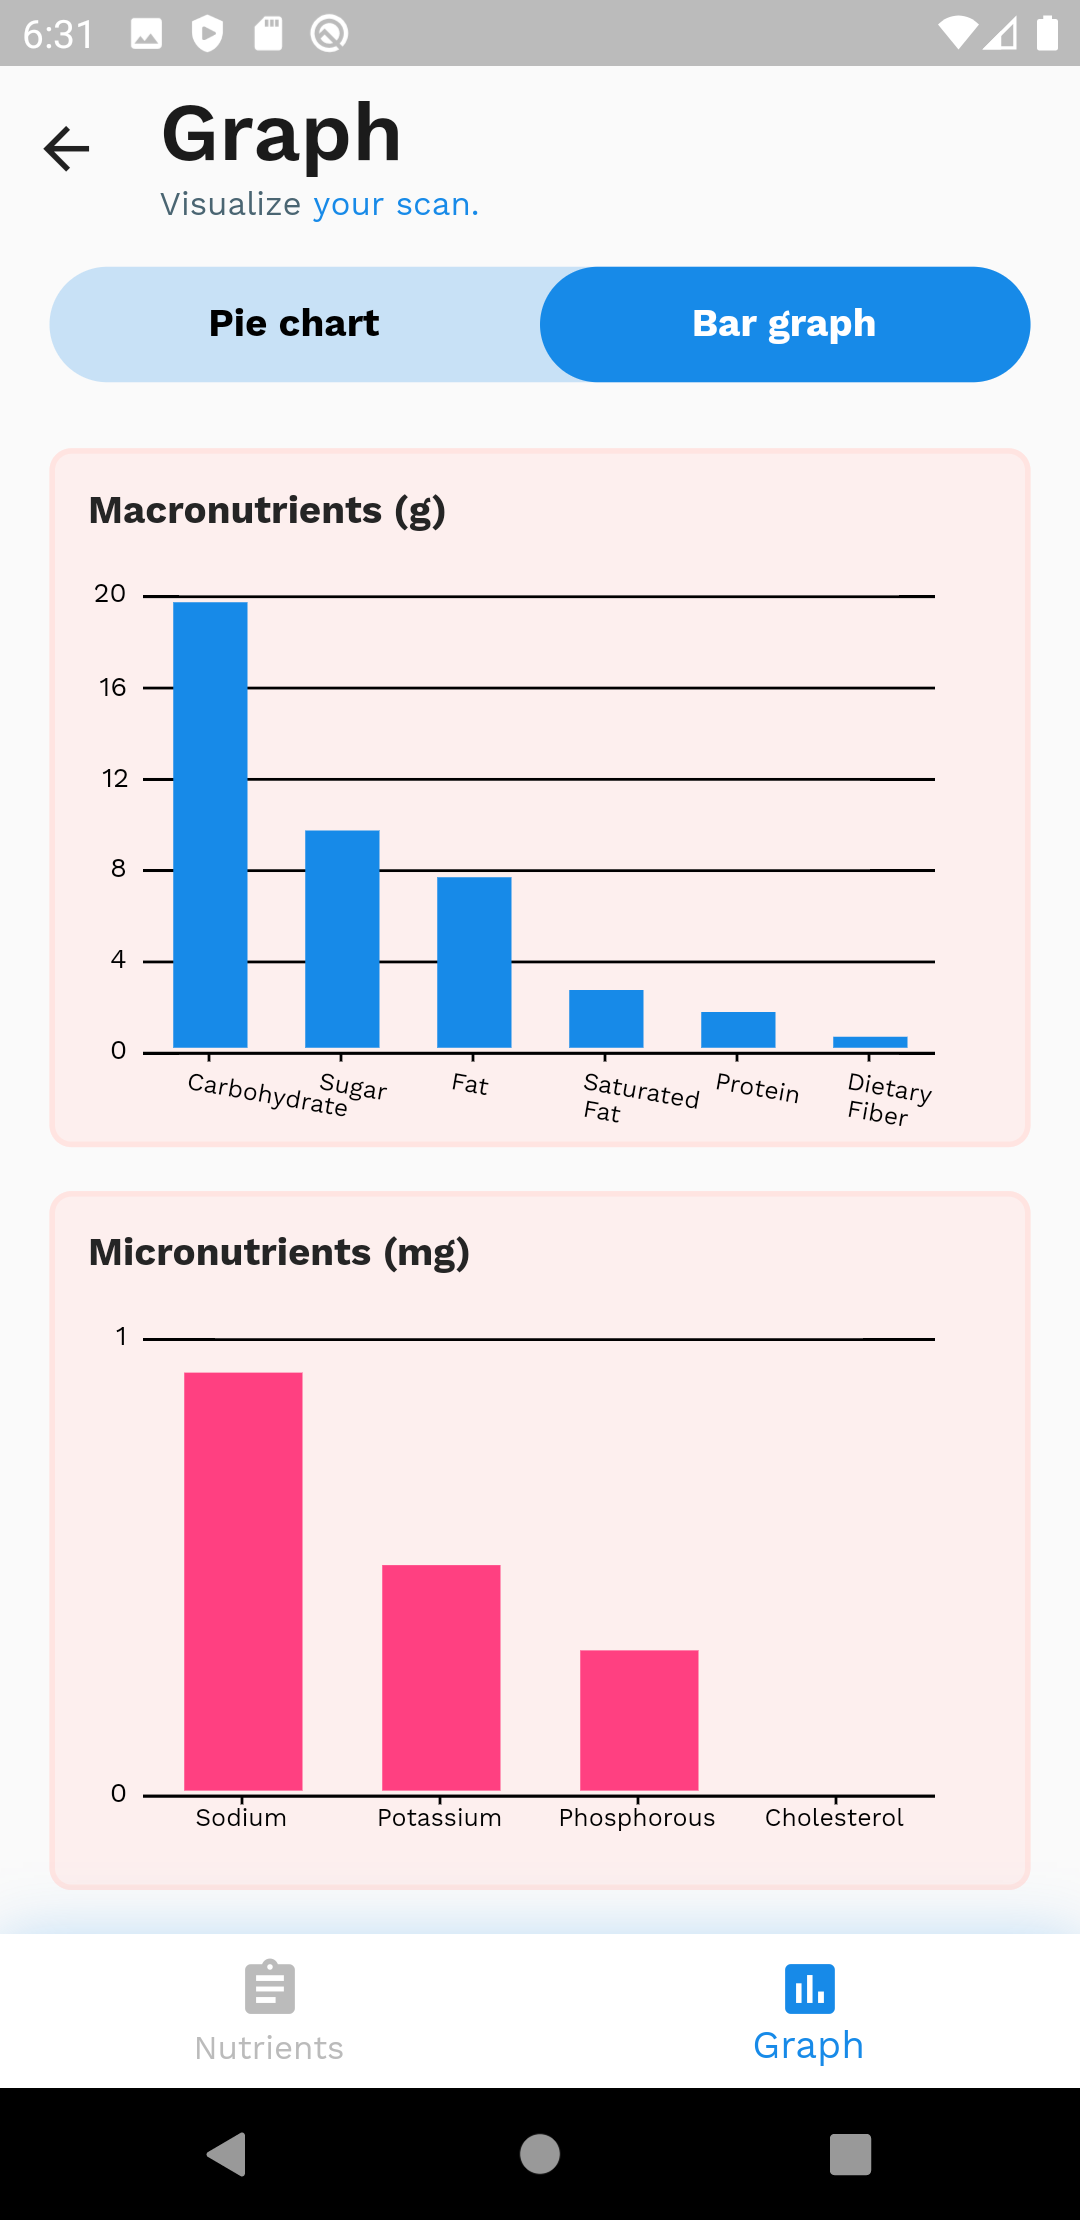 6:31
Graph
Visualize your scan.
Pie chart
Bar graph
Macronutrients (g)
20
16
12
8
4
0
Carbohydrate
Sugar
Fat
Saturated
Fat
Protein
Dietary
Fiber
Micronutrients (mg)
1
0
Sodium
Potassium
Phosphorous
Cholesterol
Nutrients
Graph